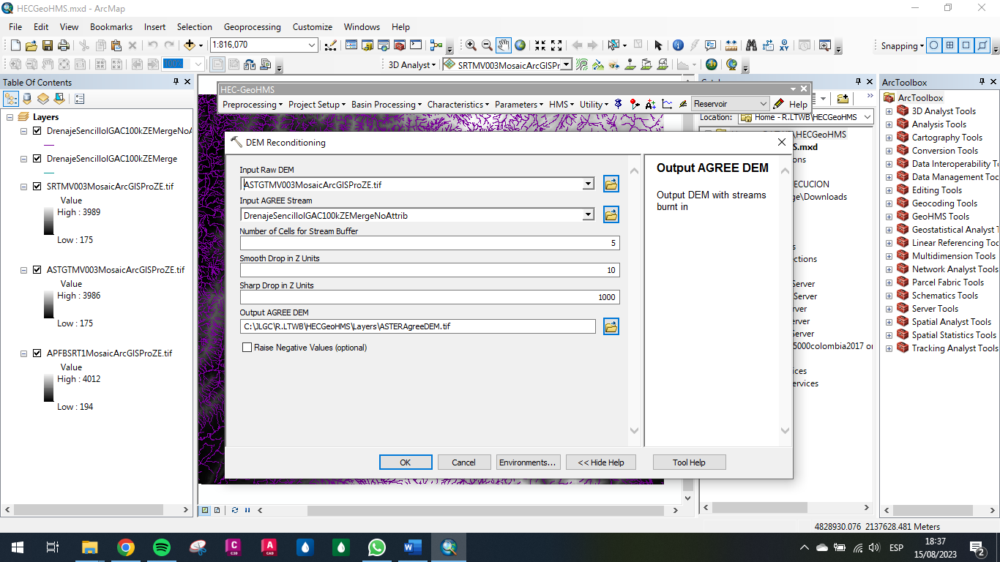 HECGeoHMS.mxd - ArcMap
File Edit View Bookmarks Insert Selection Geoprocessing Customize Windows Help
1:816,070
Snapping
100%
3D Analyst
SRTMV003MosaicArcGISPr
Table Of Contents
Layers
DrenajeSencilloIGAC100kZEMergeNoA
DrenajeSencilloIGAC100kZEMerge
SRTMV003MosaicArcGISProZE.tif
Value
High : 3989
Low : 175
ASTGTMV003MosaicArcGISProZE.tif
Value
High : 3986
Low : 175
APFBSRT1MosaicArcGISProZE.tif
Value
High : 4012
Low : 194
HEC-GeoHMS
Preprocessing Project Setup Basin Processing Characteristics Parameters HMS Utility Reservoir Help
DEM Reconditioning
Input Raw DEM
ASTGTMV003MosaicArcGISProZE.tif
Input AGREE Stream
DrenajeSencilloIGAC100kZEMergeNoAttrib
Number of Cells for Stream Buffer
5
Smooth Drop in Z Units
10
Sharp Drop in Z Units
1000
Output AGREE DEM
C:\JLGC\R.LTWB\HECGeoHMS\Layers\ASTERAgreeDEM.tif
Raise Negative Values (optional)
OK Cancel Environments... << Hide Help Tool Help
Output AGREE DEM
Output DEM with streams
burnt in
Location: Home - R.LTWB\HECGeoHMS
\HECGeoHMS
S.mxd
ons
ECUCION
ge\Downloads
s
ections
Server
Server
rver
Server
5000colombia2017 on
ices
ervices
ArcToolbox
ArcToolbox
3D Analyst Tools
Analysis Tools
Cartography Tools
Conversion Tools
Data Interoperability T
Data Management Too
Editing Tools
Geocoding Tools
GeoHMS Tools
Geostatistical Analyst T
Linear Referencing Too
Multidimension Tools
Network Analyst Tools
Parcel Fabric Tools
Schematics Tools
Server Tools
Spatial Analyst Tools
Spatial Statistics Tools
Tracking Analyst Tools
4828930.076 2137628.481 Meters
ESP
18:37
15/08/2023
2